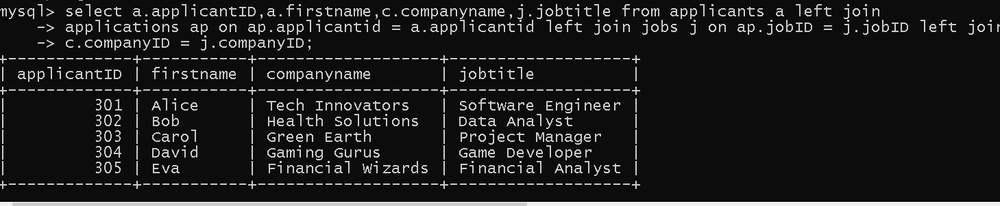 mysql> select a.applicantID,a.firstname,c.companyname,j.jobtitle from applicants a left join
    -> applications ap on ap.applicantid = a.applicantid left join jobs j on ap.jobID = j.jobID left join
    -> c.companyID = j.companyID;
+-------------+-----------+-------------------+-------------------+
| applicantID | firstname | companyname       | jobtitle          |
+-------------+-----------+-------------------+-------------------+
|         301 | Alice     | Tech Innovators   | Software Engineer |
|         302 | Bob       | Health Solutions  | Data Analyst      |
|         303 | Carol     | Green Earth       | Project Manager   |
|         304 | David     | Gaming Gurus      | Game Developer    |
|         305 | Eva       | Financial Wizards | Financial Analyst |
+-------------+-----------+-------------------+-------------------+